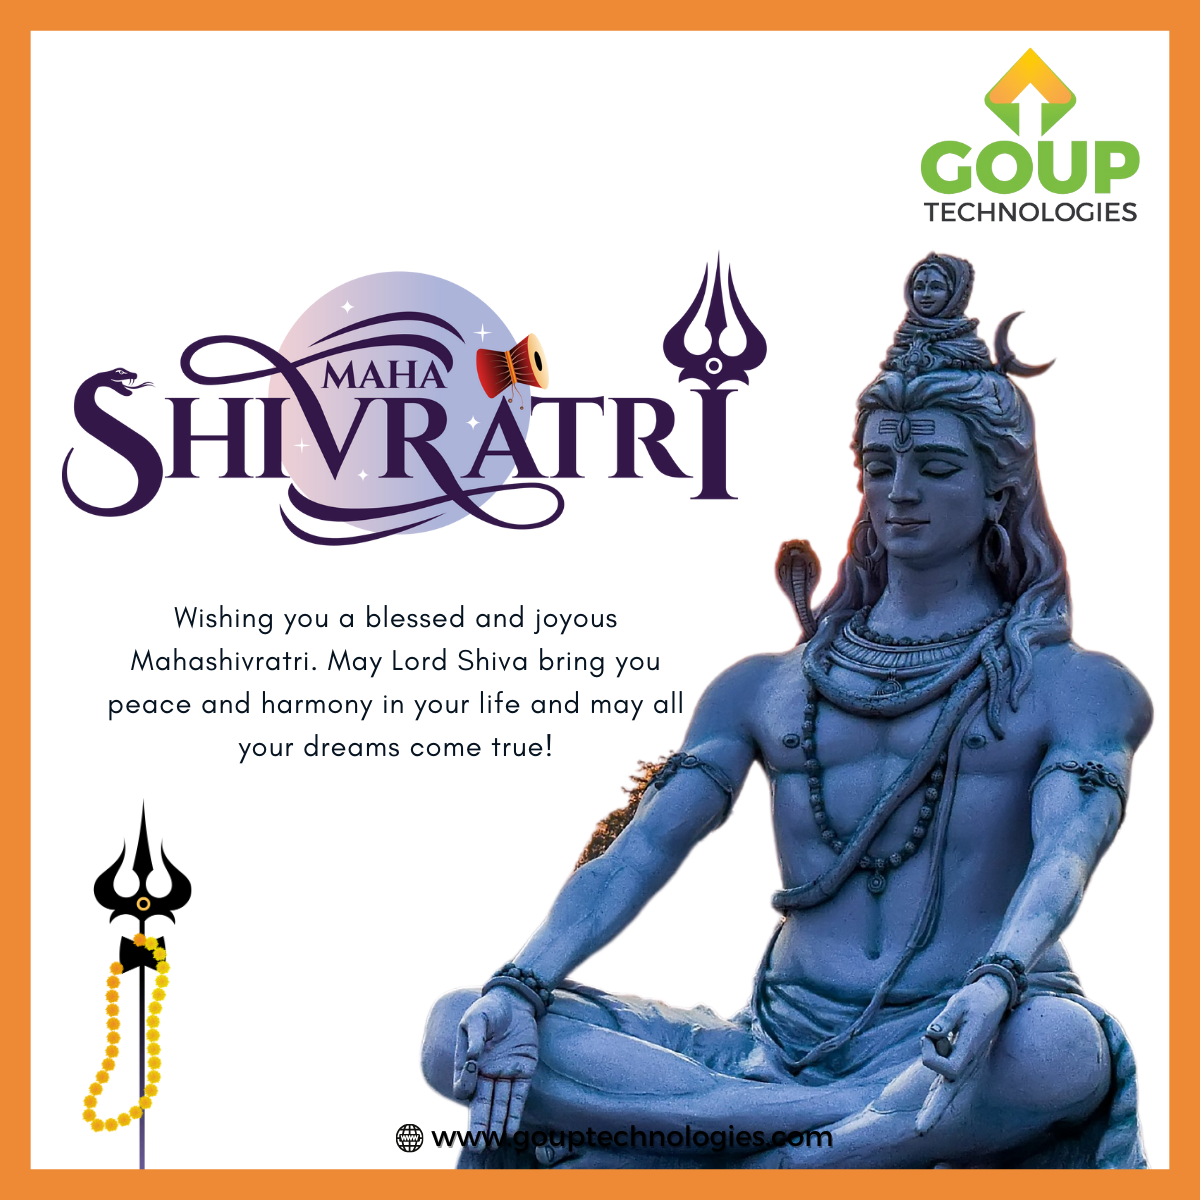 GOUP
TECHNOLOGIES
MAHA
SHIVRATRI
Wishing you a blessed and joyous
Mahashivratri. May Lord Shiva bring you
peace and harmony in your life and may all
your dreams come true!
www.gouptechnologies.com